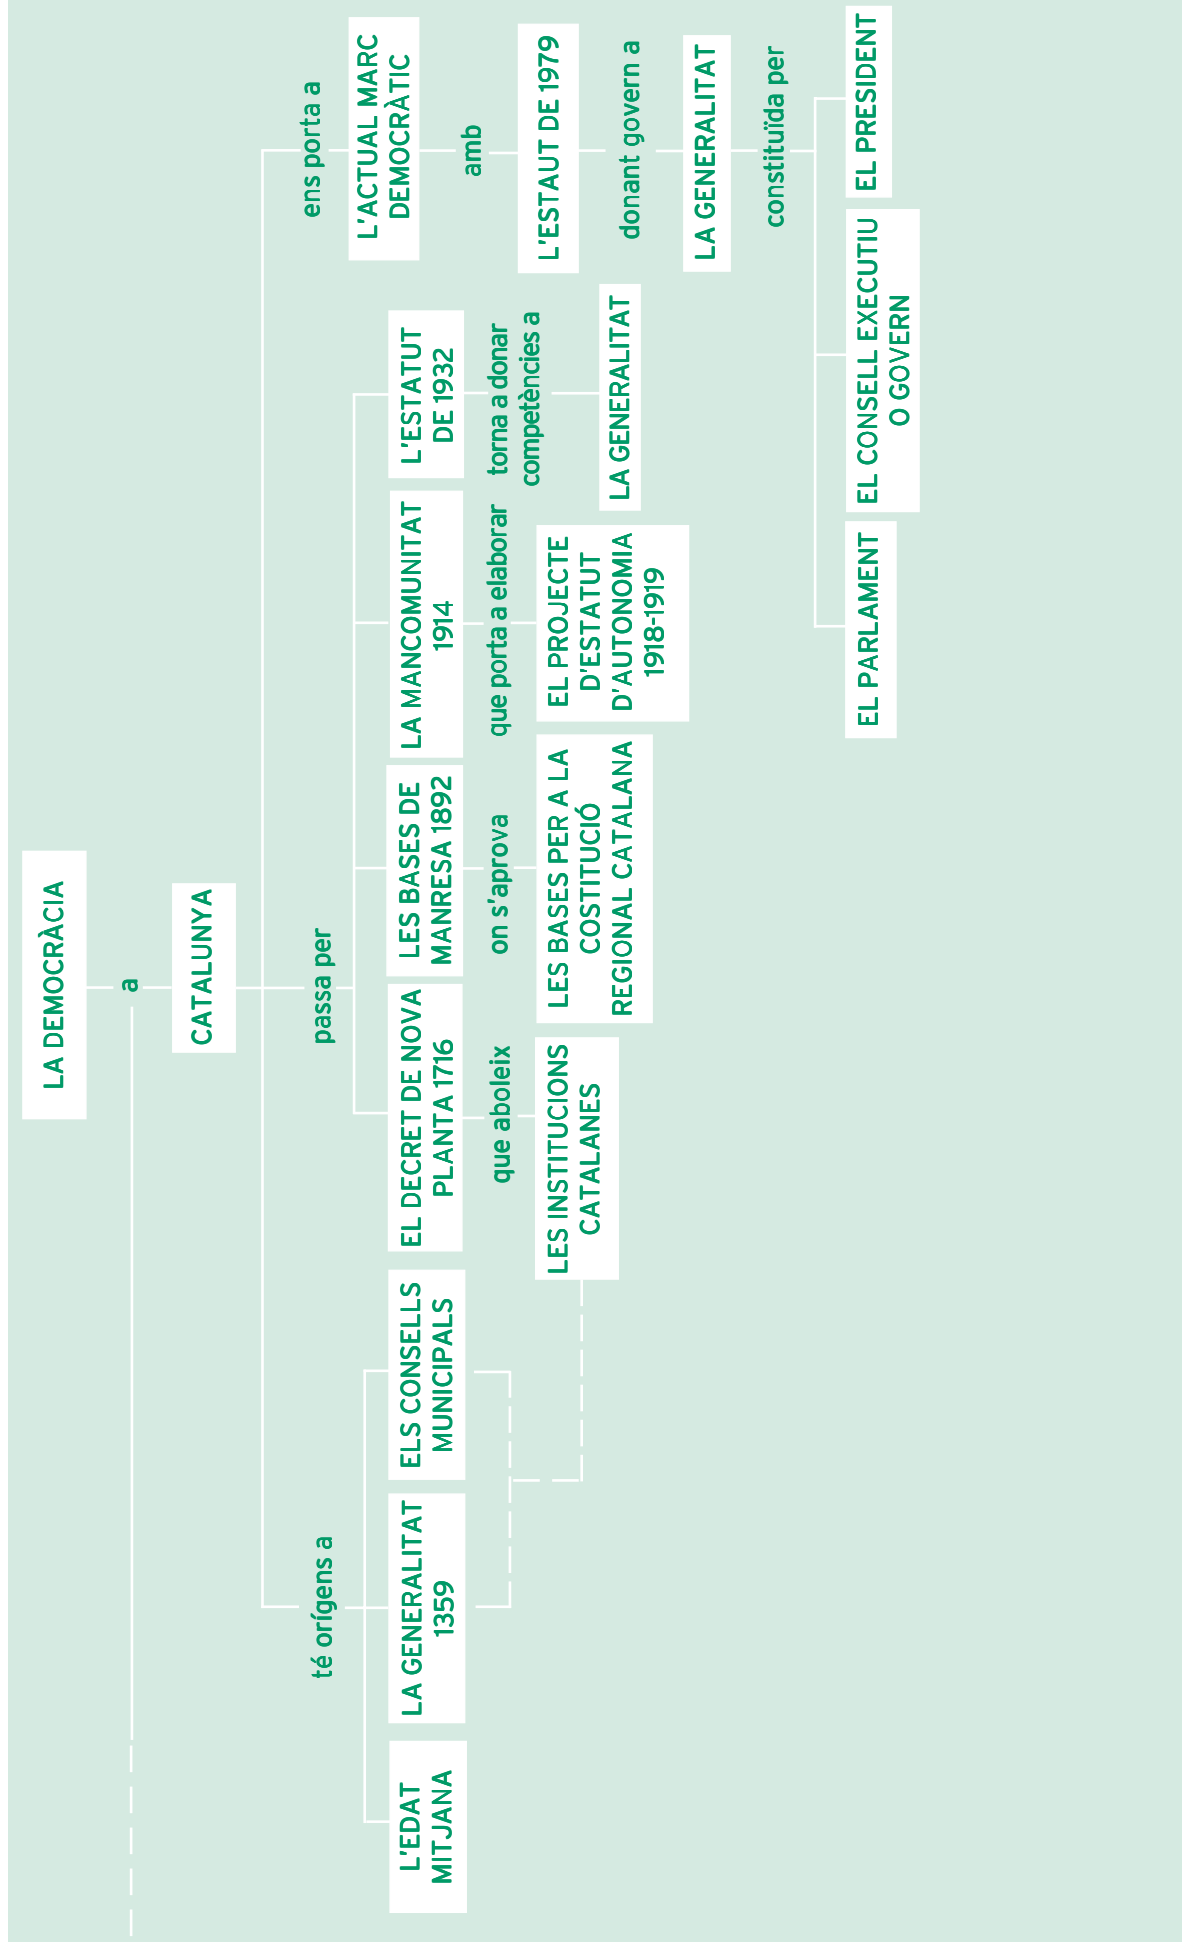 LA DEMOCRÀCIA
a
CATALUNYA
té orígens a
passa per
ens porta a
L'EDAT
MITJANA
LA GENERALITAT
1359
ELS CONSELLS
MUNICIPALS
EL DECRET DE NOVA
PLANTA 1716
LES BASES DE
MANRESA 1892
LA MANCOMUNITAT
1914
L'ESTATUT
DE 1932
L'ACTUAL MARC
DEMOCRÀTIC
que aboleix
on s'aprova
que porta a elaborar
torna a donar
competències a
amb
LES INSTITUCIONS
CATALANES
LES BASES PER A LA
COSTITUCIÓ
REGIONAL CATALANA
EL PROJECTE
D'ESTATUT
D'AUTONOMIA
1918-1919
LA GENERALITAT
L'ESTAUT DE 1979
donant govern a
LA GENERALITAT
constituïda per
EL PARLAMENT
EL CONSELL EXECUTIU
O GOVERN
EL PRESIDENT